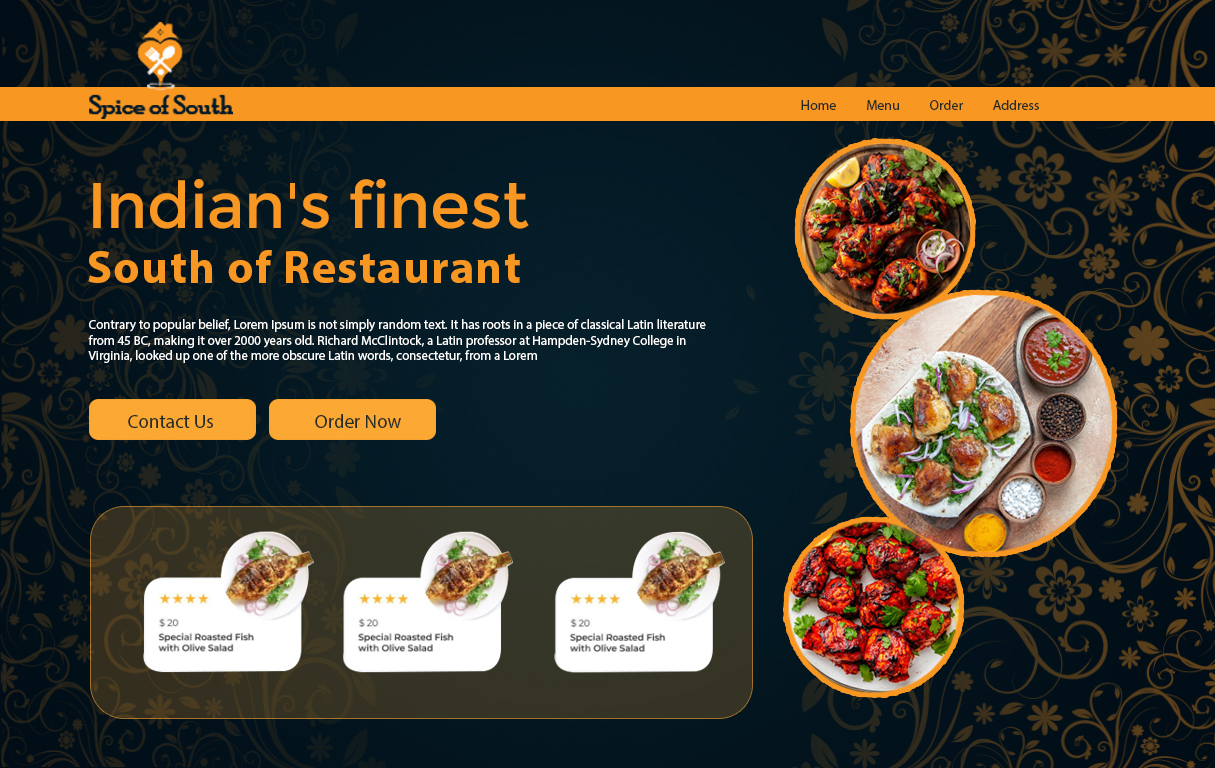 Spice of South
Home Menu Order Address
Indian's finest
South of Restaurant
Contrary to popular belief, Lorem Ipsum is not simply random text. It has roots in a piece of classical Latin literature
from 45 BC, making it over 2000 years old. Richard McClintock, a Latin professor at Hampden-Sydney College in
Virginia, looked up one of the more obscure Latin words, consectetur, from a Lorem
Contact Us
Order Now
$ 20
Special Roasted Fish
with Olive Salad
$ 20
Special Roasted Fish
with Olive Salad
$ 20
Special Roasted Fish
with Olive Salad